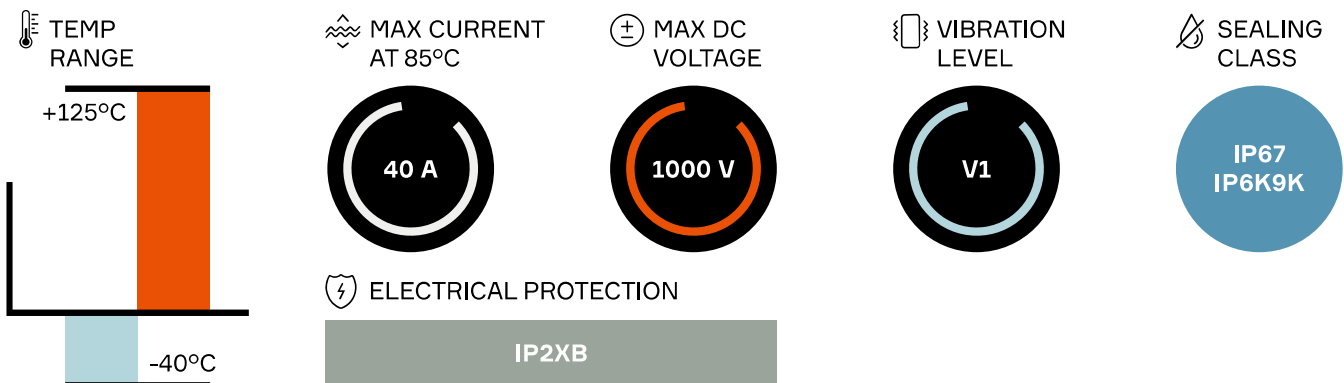 TEMP
RANGE
+125°C
-40°C
MAX CURRENT
AT 85°C
40 A
MAX DC
VOLTAGE
1000 V
VIBRATION
LEVEL
V1
SEALING
CLASS
IP67
IP6K9K
ELECTRICAL PROTECTION
IP2XB